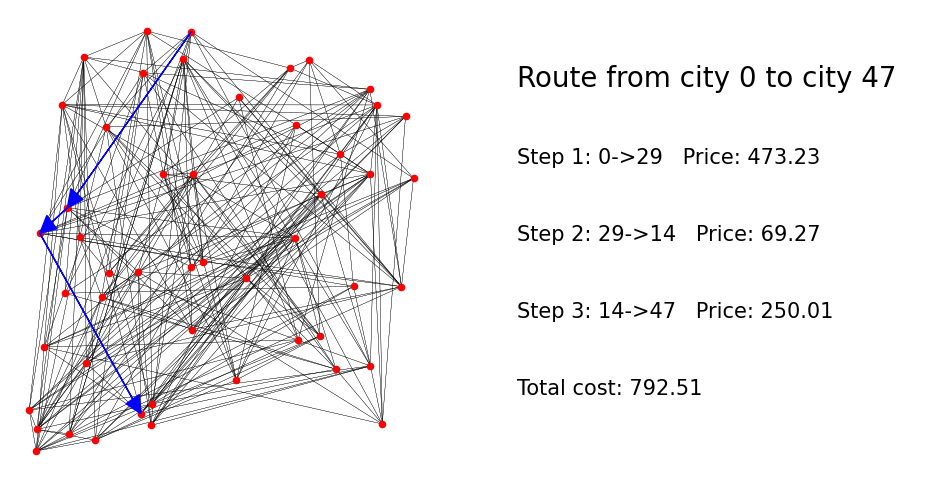 Route from city 0 to city 47
Step 1: 0->29 Price: 473.23
Step 2: 29->14 Price: 69.27
Step 3: 14->47 Price: 250.01
Total cost: 792.51